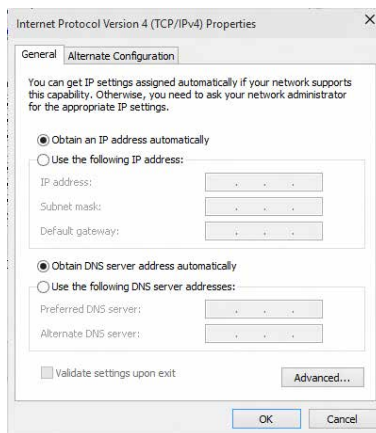 Internet Protocol Version 4 (TCP/IPv4) Properties
General
Alternate Configuration
You can get IP settings assigned automatically if your network supports
this capability. Otherwise, you need to ask your network administrator
for the appropriate IP settings.
Obtain an IP address automatically
Use the following IP address:
IP address:
Subnet mask:
Default gateway:
Obtain DNS server address automatically
Use the following DNS server addresses:
Preferred DNS server:
Alternate DNS server:
Validate settings upon exit
Advanced...
OK
Cancel